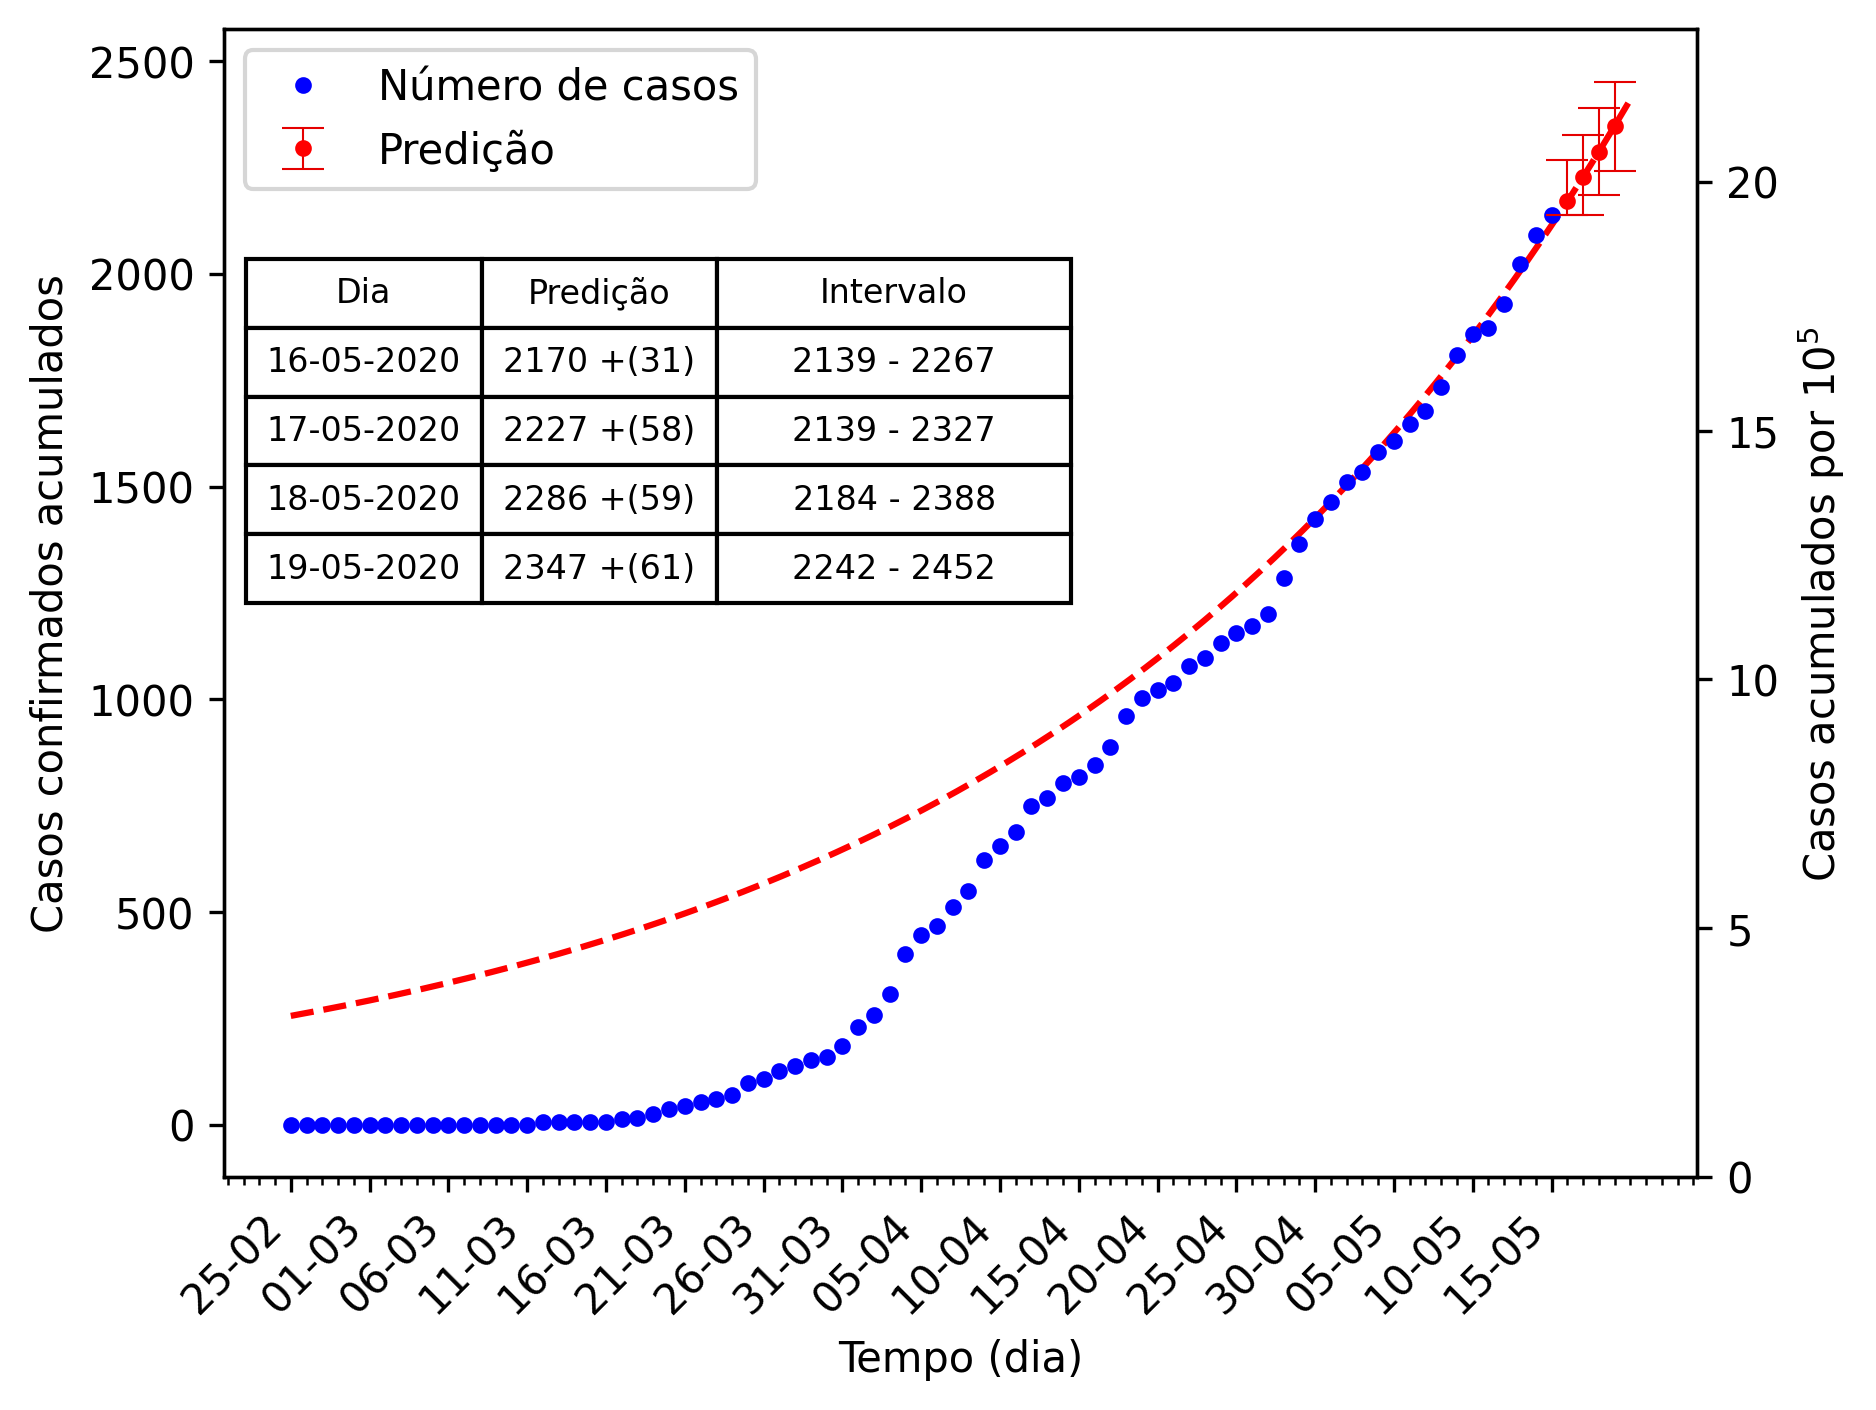 Número de casos
Predição
Dia Predição Intervalo
16-05-2020 2170 +(31) 2139 - 2267
17-05-2020 2227 +(58) 2139 - 2327
18-05-2020 2286 +(59) 2184 - 2388
19-05-2020 2347 +(61) 2242 - 2452
Casos confirmados acumulados
2500
2000
1500
1000
500
0
Casos acumulados por 10⁵
20
15
10
5
0
25-02 01-03 06-03 11-03 16-03 21-03 26-03 31-03 05-04 10-04 15-04 20-04 25-04 30-04 05-05 10-05 15-05
Tempo (dia)